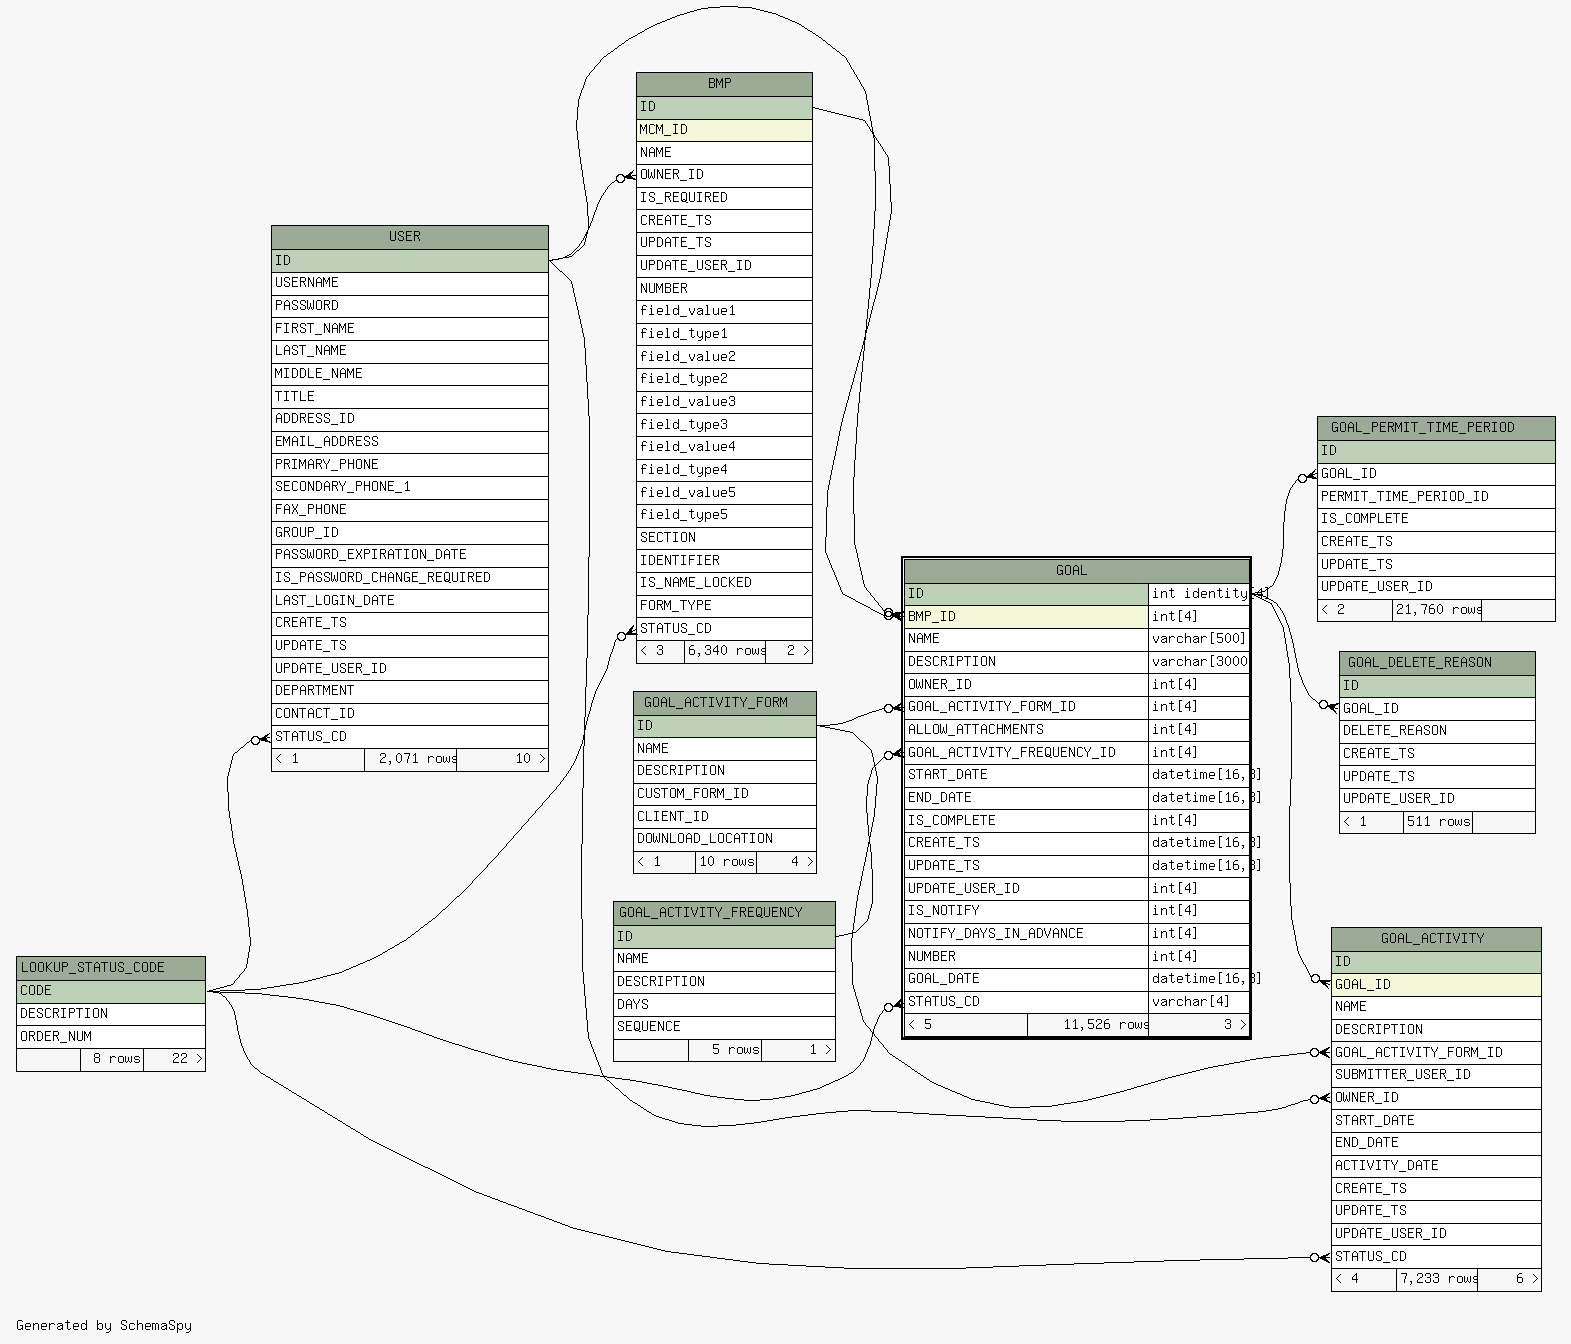 BMP
ID
MCM_ID
NAME
OWNER_ID
IS_REQUIRED
CREATE_TS
UPDATE_TS
UPDATE_USER_ID
NUMBER
field_value1
field_type1
field_value2
field_type2
field_value3
field_type3
field_value4
field_type4
field_value5
field_type5
SECTION
IDENTIFIER
IS_NAME_LOCKED
FORM_TYPE
STATUS_CD
< 3 6,340 rows 2 >
USER
ID
USERNAME
PASSWORD
FIRST_NAME
LAST_NAME
MIDDLE_NAME
TITLE
ADDRESS_ID
EMAIL_ADDRESS
PRIMARY_PHONE
SECONDARY_PHONE_1
FAX_PHONE
GROUP_ID
PASSWORD_EXPIRATION_DATE
IS_PASSWORD_CHANGE_REQUIRED
LAST_LOGIN_DATE
CREATE_TS
UPDATE_TS
UPDATE_USER_ID
DEPARTMENT
CONTACT_ID
STATUS_CD
< 1 2,071 rows 10 >
GOAL_PERMIT_TIME_PERIOD
ID
GOAL_ID
PERMIT_TIME_PERIOD_ID
IS_COMPLETE
CREATE_TS
UPDATE_TS
UPDATE_USER_ID
< 2 21,760 rows
GOAL
ID int identity[4]
BMP_ID int[4]
NAME varchar[500]
DESCRIPTION varchar[3000
OWNER_ID int[4]
GOAL_ACTIVITY_FORM_ID int[4]
ALLOW_ATTACHMENTS int[4]
GOAL_ACTIVITY_FREQUENCY_ID int[4]
START_DATE datetime[16,3]
END_DATE datetime[16,3]
IS_COMPLETE int[4]
CREATE_TS datetime[16,3]
UPDATE_TS datetime[16,3]
UPDATE_USER_ID int[4]
IS_NOTIFY int[4]
NOTIFY_DAYS_IN_ADVANCE int[4]
NUMBER int[4]
GOAL_DATE datetime[16,3]
STATUS_CD varchar[4]
< 5 11,526 rows 3 >
GOAL_DELETE_REASON
ID
GOAL_ID
DELETE_REASON
CREATE_TS
UPDATE_TS
UPDATE_USER_ID
< 1 511 rows
GOAL_ACTIVITY_FORM
ID
NAME
DESCRIPTION
CUSTOM_FORM_ID
CLIENT_ID
DOWNLOAD_LOCATION
< 1 10 rows 4 >
GOAL_ACTIVITY_FREQUENCY
ID
NAME
DESCRIPTION
DAYS
SEQUENCE
5 rows 1 >
LOOKUP_STATUS_CODE
CODE
DESCRIPTION
ORDER_NUM
8 rows 22 >
GOAL_ACTIVITY
ID
GOAL_ID
NAME
DESCRIPTION
GOAL_ACTIVITY_FORM_ID
SUBMITTER_USER_ID
OWNER_ID
START_DATE
END_DATE
ACTIVITY_DATE
CREATE_TS
UPDATE_TS
UPDATE_USER_ID
STATUS_CD
< 4 7,233 rows 6 >
Generated by SchemaSpy